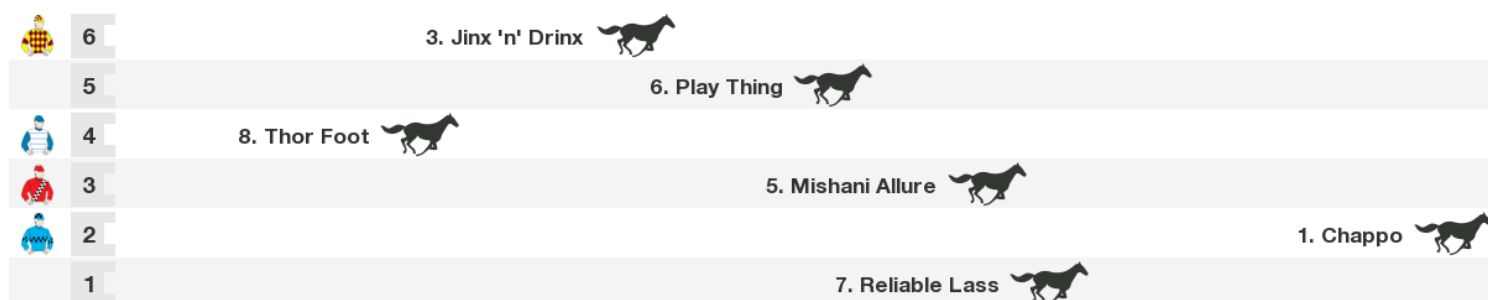 6 3. Jinx 'n' Drinx
5 6. Play Thing
4 8. Thor Foot
3 5. Mishani Allure
2 1. Chappo
1 7. Reliable Lass